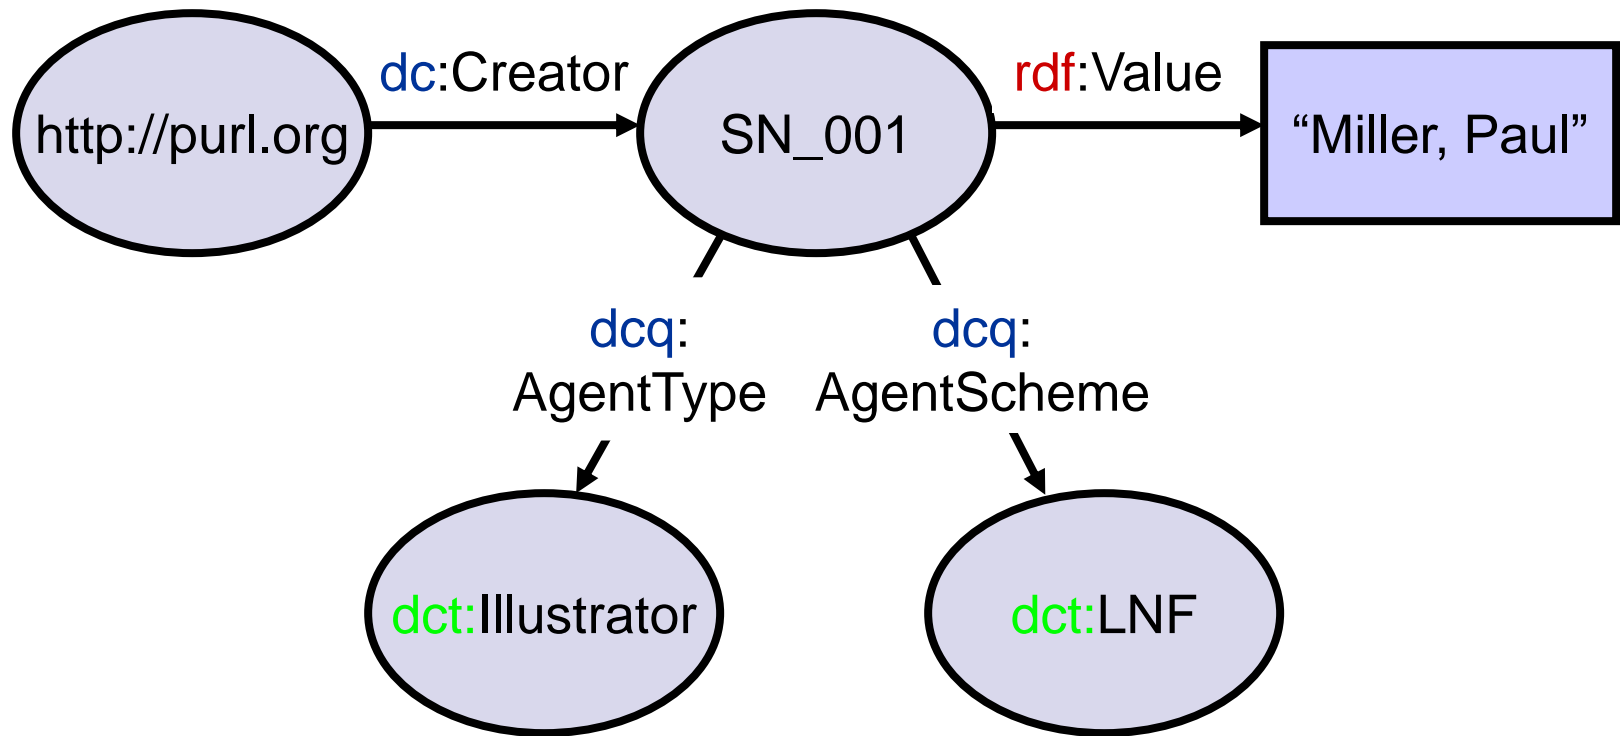 dc:Creator
rdf:Value
http://purl.org
SN_001
“Miller, Paul”
dcq:
AgentType
dcq:
AgentScheme
dct:Illustrator
dct:LNF